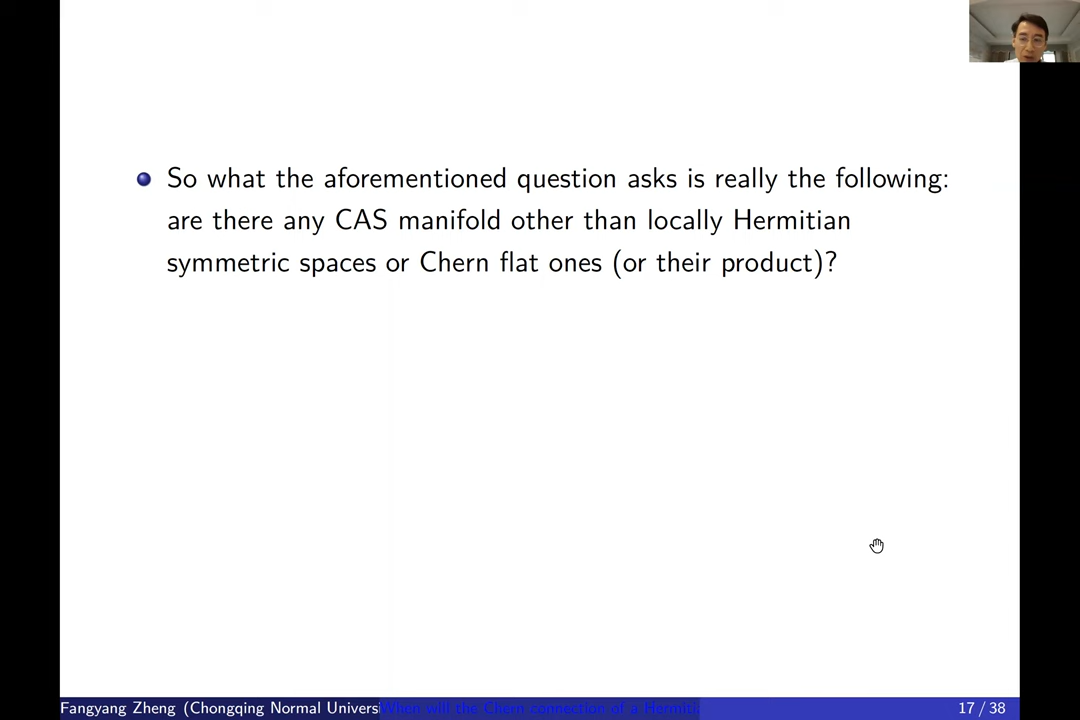 So what the aforementioned question asks is really the following:
are there any CAS manifold other than locally Hermitian
symmetric spaces or Chern flat ones (or their product)?
Fangyang Zheng (Chongqing Normal Universi When will the Chern connection of a Hermiti 17 / 38